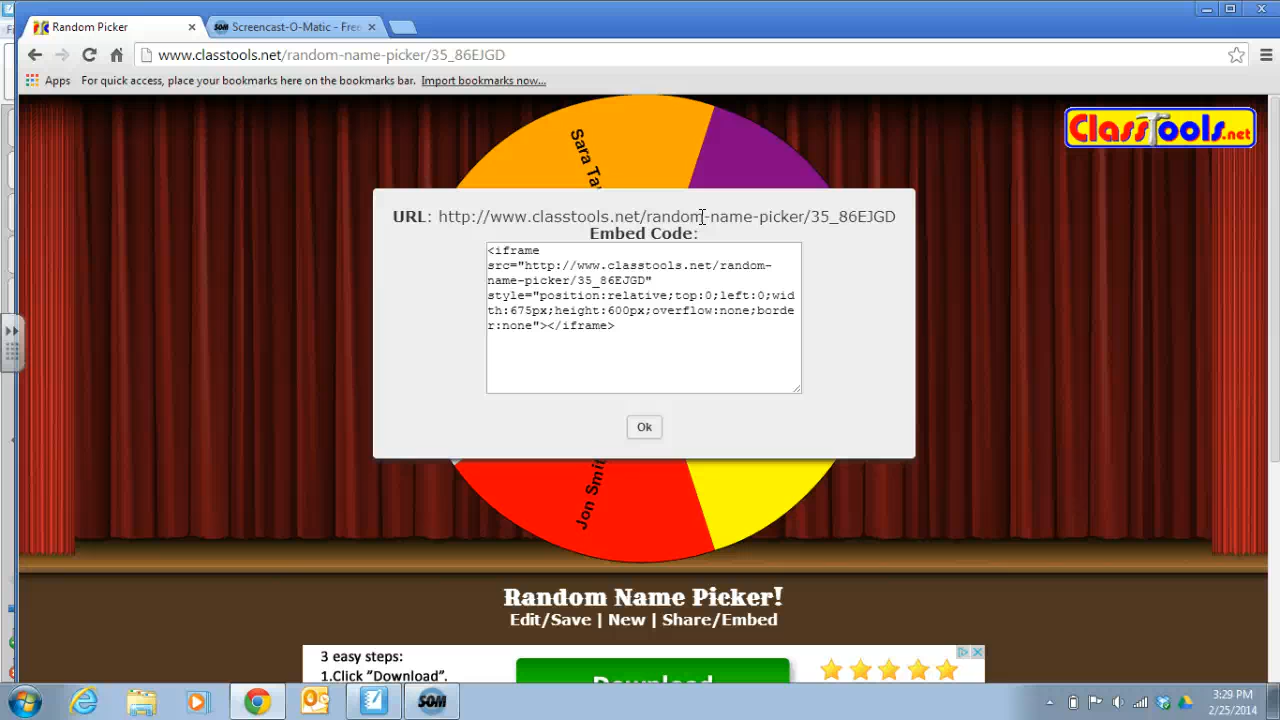 Random Picker
Screencast-O-Matic - Free
www.classtools.net/random-name-picker/35_86EJGD
Apps For quick access, place your bookmarks here on the bookmarks bar. Import bookmarks now...
ClassTools.net
Sara
URL: http://www.classtools.net/random-name-picker/35_86EJGD
Embed Code:
<iframe
src="http://www.classtools.net/random-
name-picker/35_86EJGD"
style="position:relative;top:0;left:0;wid
th:675px;height:600px;overflow:none;borde
r:none"></iframe>
Ok
Jon Smit
Random Name Picker!
Edit/Save | New | Share/Embed
3 easy steps:
1.Click "Download".
Download
SOM
3:29 PM
2/25/2014